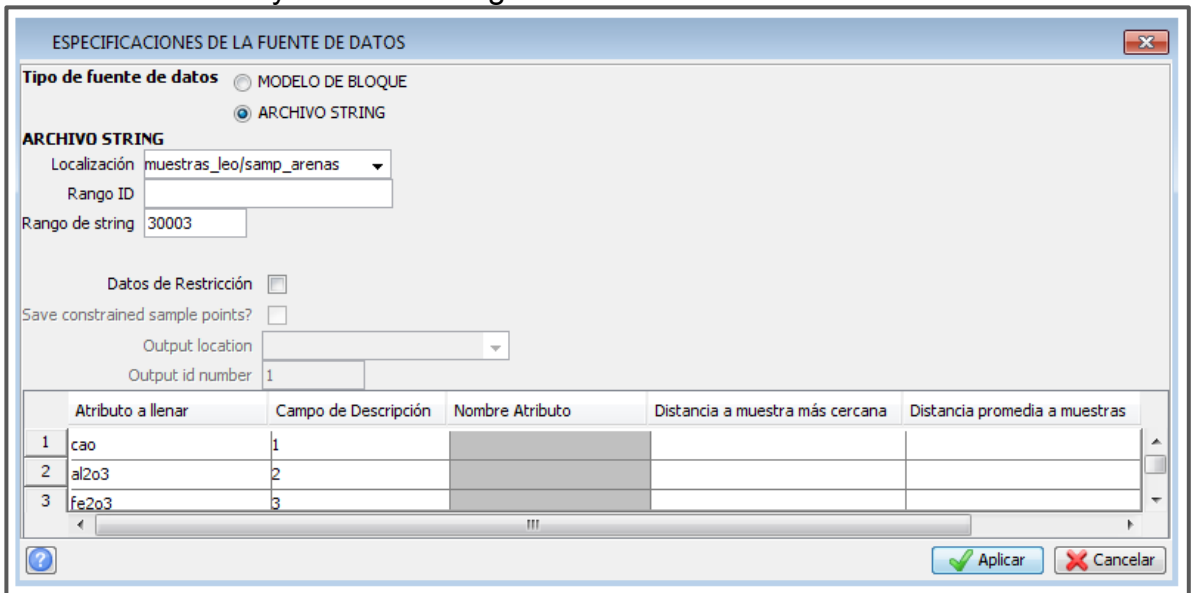 ESPECIFICACIONES DE LA FUENTE DE DATOS
Tipo de fuente de datos MODELO DE BLOQUE
ARCHIVO STRING
ARCHIVO STRING
Localización muestras_leo/samp_arenas
Rango ID
Rango de string 30003
Datos de Restricción
Save constrained sample points?
Output location
Output id number 1
Atributo a llenar Campo de Descripción Nombre Atributo Distancia a muestra más cercana Distancia promedia a muestras
1 cao 1
2 al2o3 2
3 fe2o3 3
Aplicar Cancelar